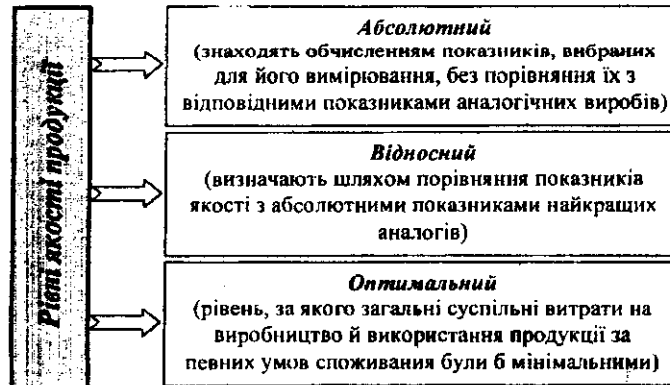 Рівні якості продукції
Абсолютний
(знаходять обчисленням показників, вибраних
для його вимірювання, без порівняння їх з
відповідними показниками аналогічних виробів)
Відносний
(визначають шляхом порівняння показників
якості з абсолютними показниками найкращих
аналогів)
Оптимальний
(рівень, за якого загальні суспільні витрати на
виробництво й використання продукції за
певних умов споживання були б мінімальними)